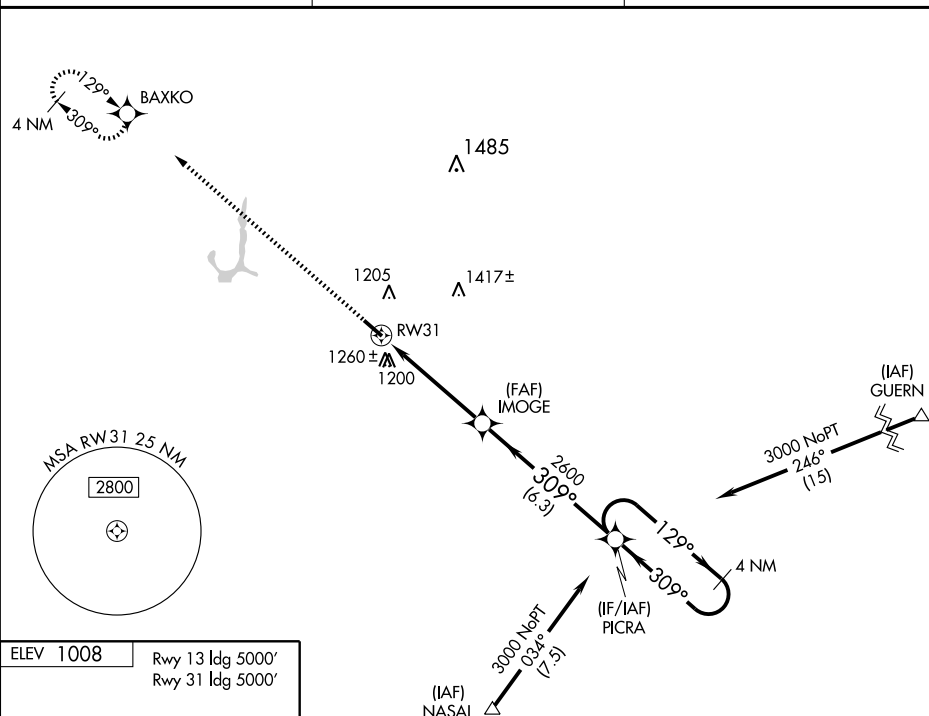 129°
BAXKO
309°
4 NM
1485
1205
1417±
RW31
1260±
1200
(FAF)
IMOGE
(IAF)
GUERN
3000 NoPT
246°
(15)
MSA RW31 25 NM
2800
2600
309°
(6.3)
129°
309°
4 NM
(IF/IAF)
PICRA
3000 NoPT
034°
(7.5)
ELEV 1008
Rwy 13 ldg 5000'
Rwy 31 ldg 5000'
(IAF)